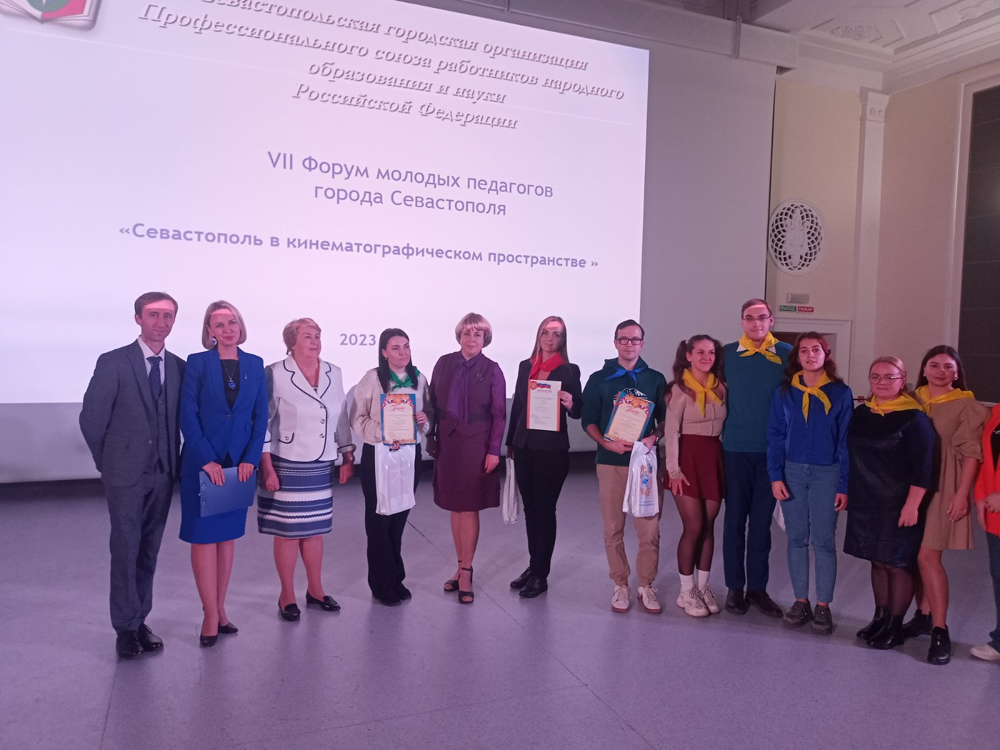 Севастопольская городская организация
Профессионального союза работников народного
образования и науки
Российской Федерации
VII Форум молодых педагогов
города Севастополя
«Севастополь в кинематографическом пространстве »
2023
ВЫХОД ПОЖАР
ДИПЛОМ